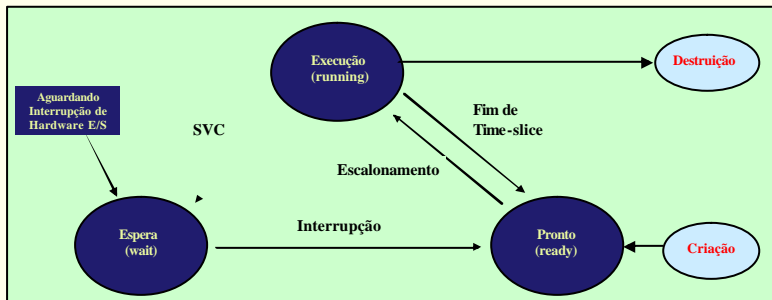 Execução
(running)
Destruição
Aguardando
Interrupção de
Hardware E/S
SVC
Fim de
Time-slice
Escalonamento
Espera
(wait)
Interrupção
Pronto
(ready)
Criação